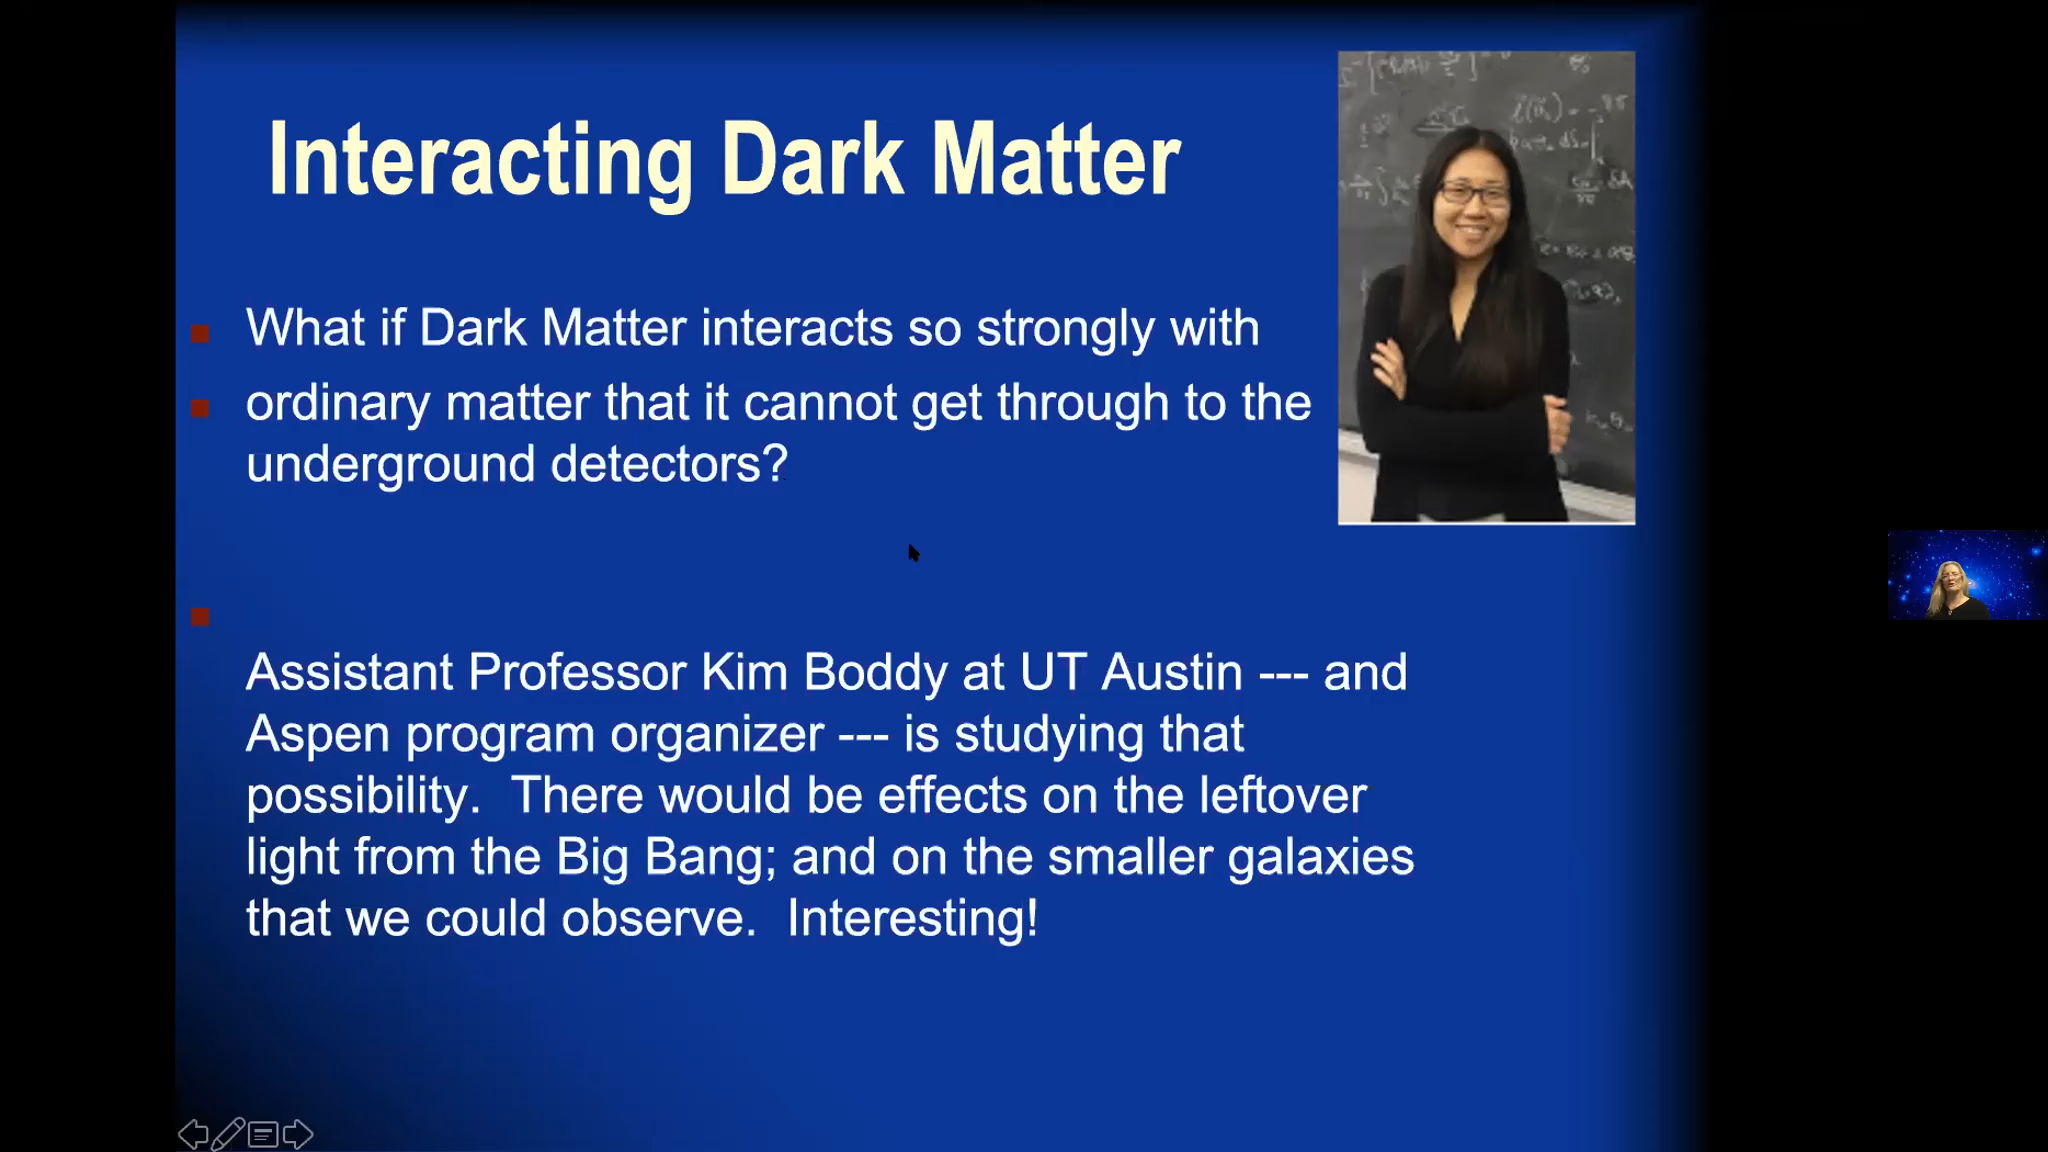 Interacting Dark Matter
What if Dark Matter interacts so strongly with
ordinary matter that it cannot get through to the
underground detectors?
Assistant Professor Kim Boddy at UT Austin --- and
Aspen program organizer --- is studying that
possibility.  There would be effects on the leftover
light from the Big Bang; and on the smaller galaxies
that we could observe.  Interesting!